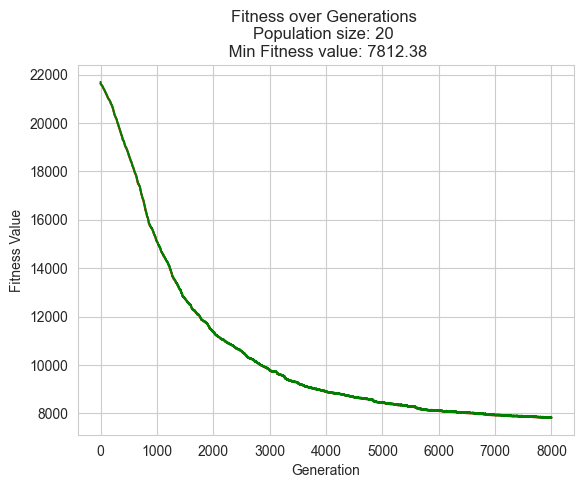 Fitness over Generations
Population size: 20
Min Fitness value: 7812.38
22000
20000
18000
16000
14000
12000
10000
8000
Fitness Value
0 1000 2000 3000 4000 5000 6000 7000 8000
Generation